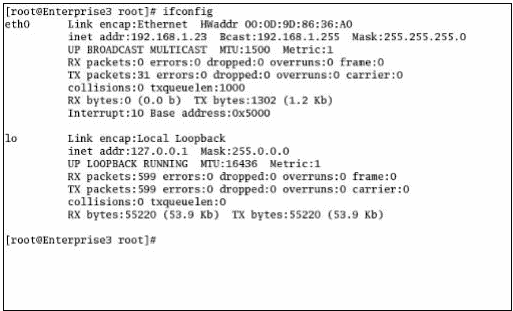 [root@Enterprise3 root]# ifconfig
eth0      Link encap:Ethernet  HWaddr 00:0D:9D:86:36:A0
          inet addr:192.168.1.23  Bcast:192.168.1.255  Mask:255.255.255.0
          UP BROADCAST MULTICAST  MTU:1500  Metric:1
          RX packets:0 errors:0 dropped:0 overruns:0 frame:0
          TX packets:31 errors:0 dropped:0 overruns:0 carrier:0
          collisions:0 txqueuelen:1000
          RX bytes:0 (0.0 b)  TX bytes:1302 (1.2 Kb)
          Interrupt:10 Base address:0x5000
lo        Link encap:Local Loopback
          inet addr:127.0.0.1  Mask:255.0.0.0
          UP LOOPBACK RUNNING  MTU:16436  Metric:1
          RX packets:599 errors:0 dropped:0 overruns:0 frame:0
          TX packets:599 errors:0 dropped:0 overruns:0 carrier:0
          collisions:0 txqueuelen:0
          RX bytes:55220 (53.9 Kb)  TX bytes:55220 (53.9 Kb)
[root@Enterprise3 root]#